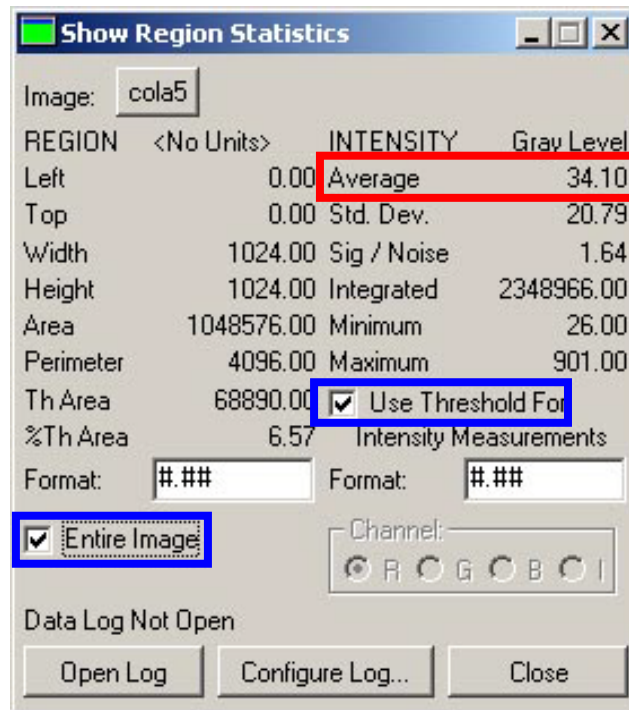 Show Region Statistics
Image: cola5
REGION <No Units> INTENSITY Gray Level
Left 0.00 Average 34.10
Top 0.00 Std. Dev. 20.79
Width 1024.00 Sig / Noise 1.64
Height 1024.00 Integrated 2348966.00
Area 1048576.00 Minimum 26.00
Perimeter 4096.00 Maximum 901.00
Th Area 68890.00 Use Threshold For
%Th Area 6.57 Intensity Measurements
Format: #.## Format: #.##
Entire Image Channel:
R G B I
Data Log Not Open
Open Log Configure Log... Close